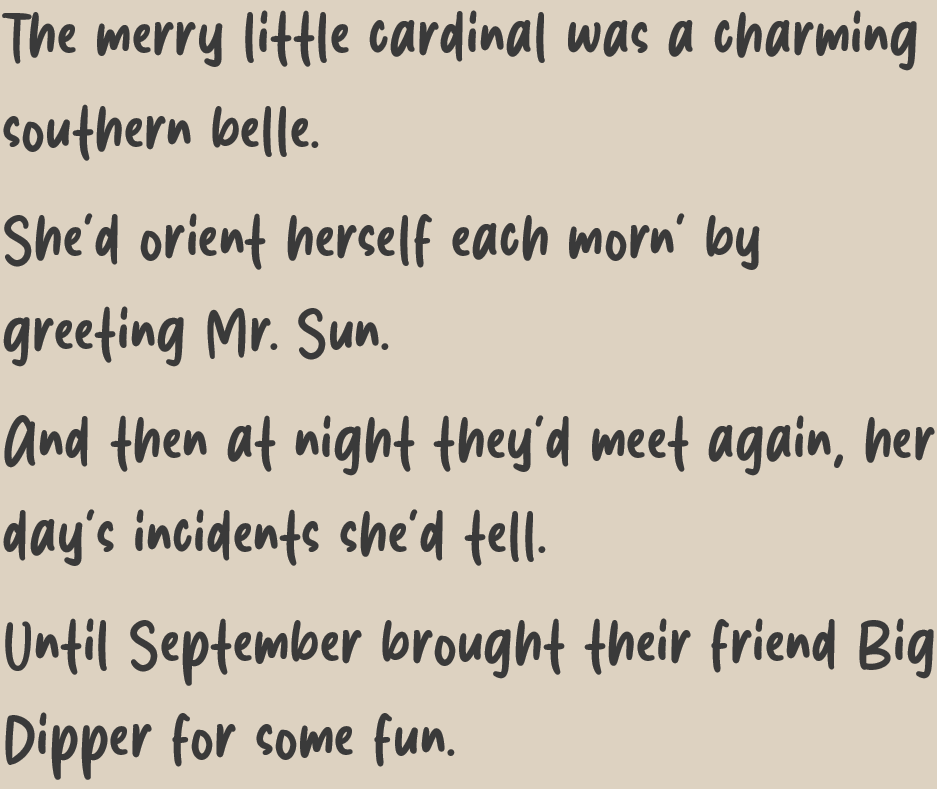 The merry little cardinal was a charming
southern belle.
She'd orient herself each morn' by
greeting Mr. Sun.
And then at night they'd meet again, her
day's incidents she'd tell.
Until September brought their friend Big
Dipper for some fun.